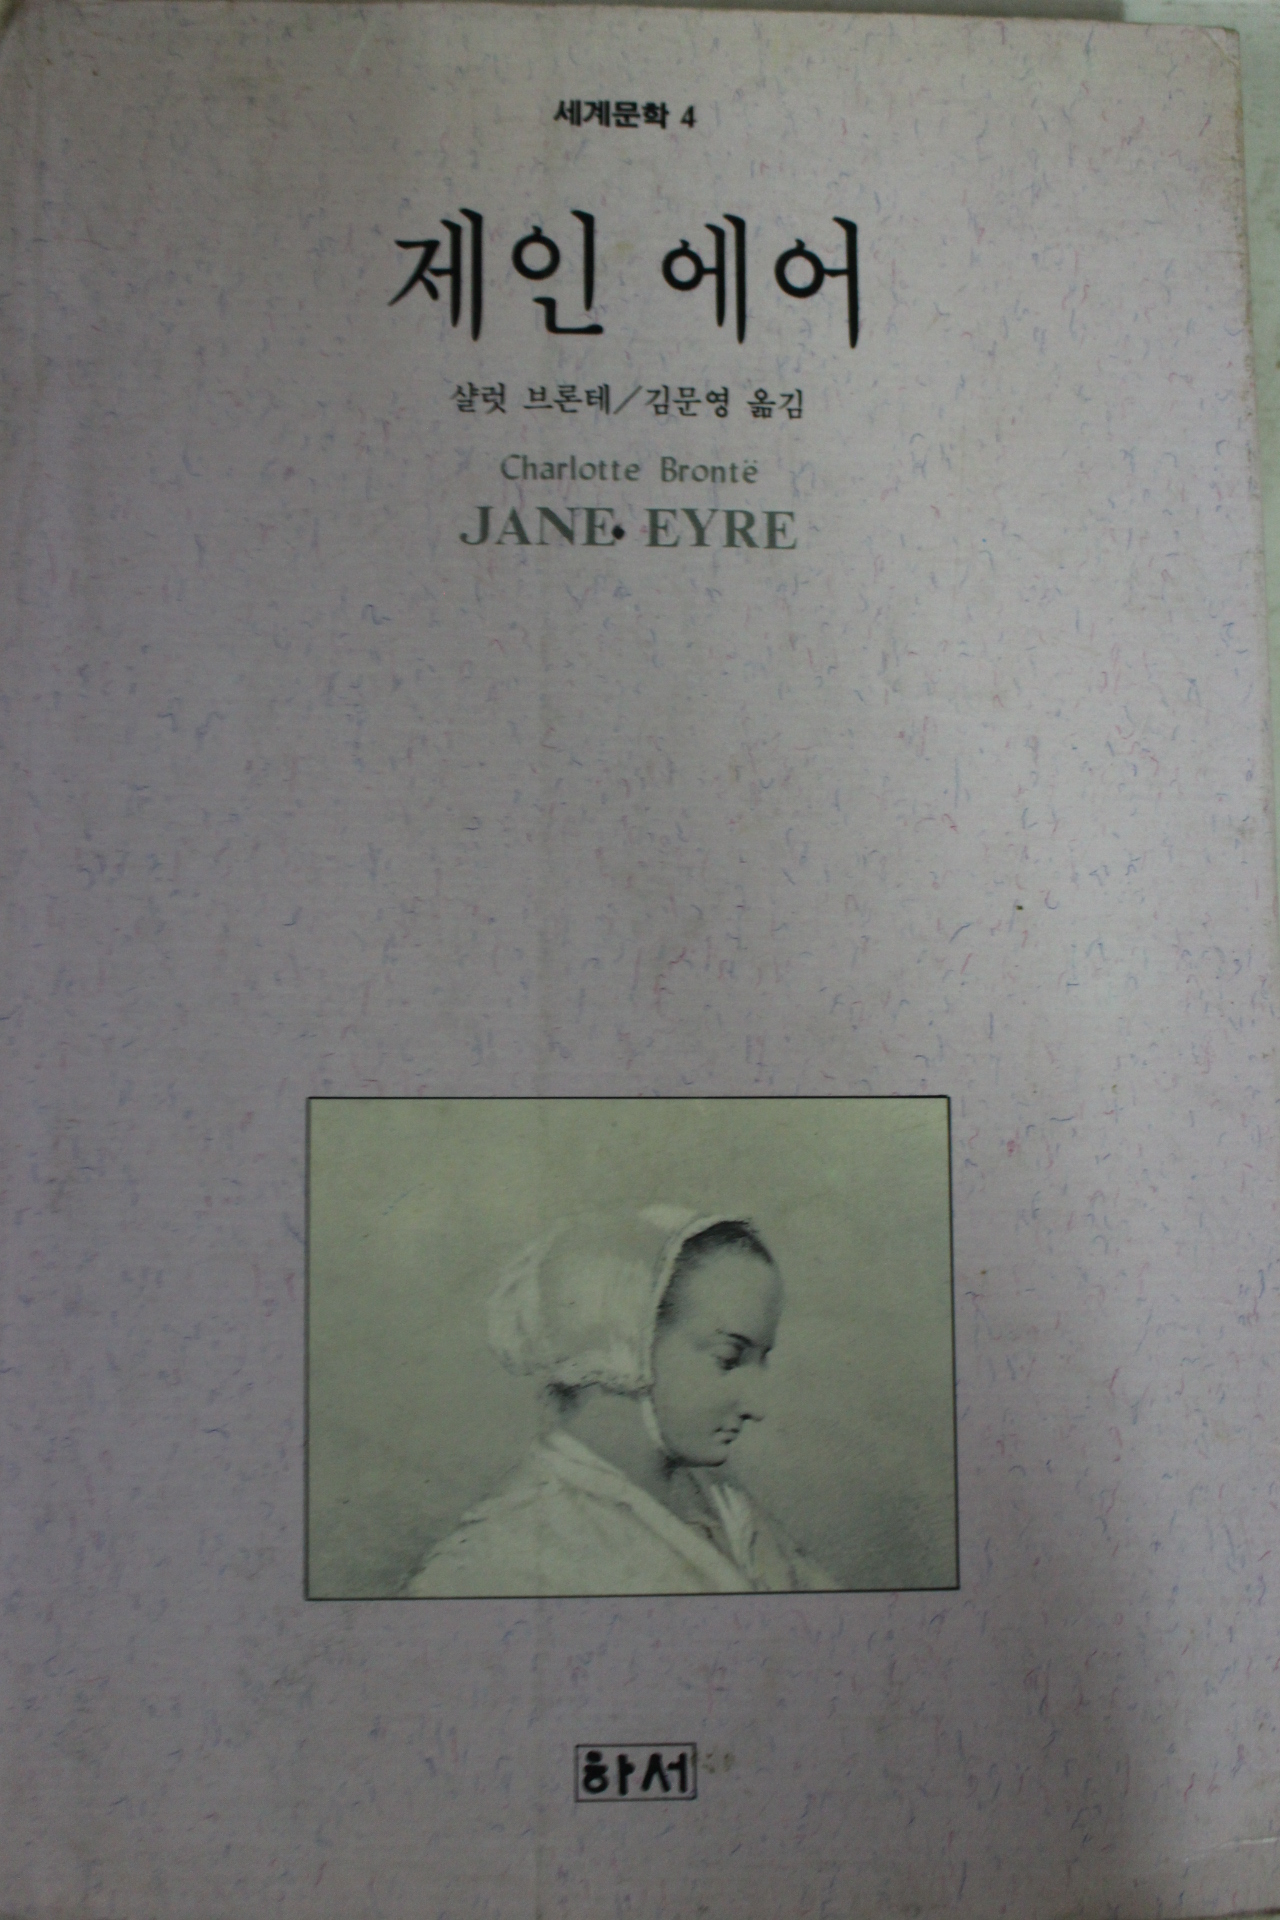 세계문학 4
제인 에어
샬럿 브론테/김문영 옮김
Charlotte Brontë
JANE EYRE
하서